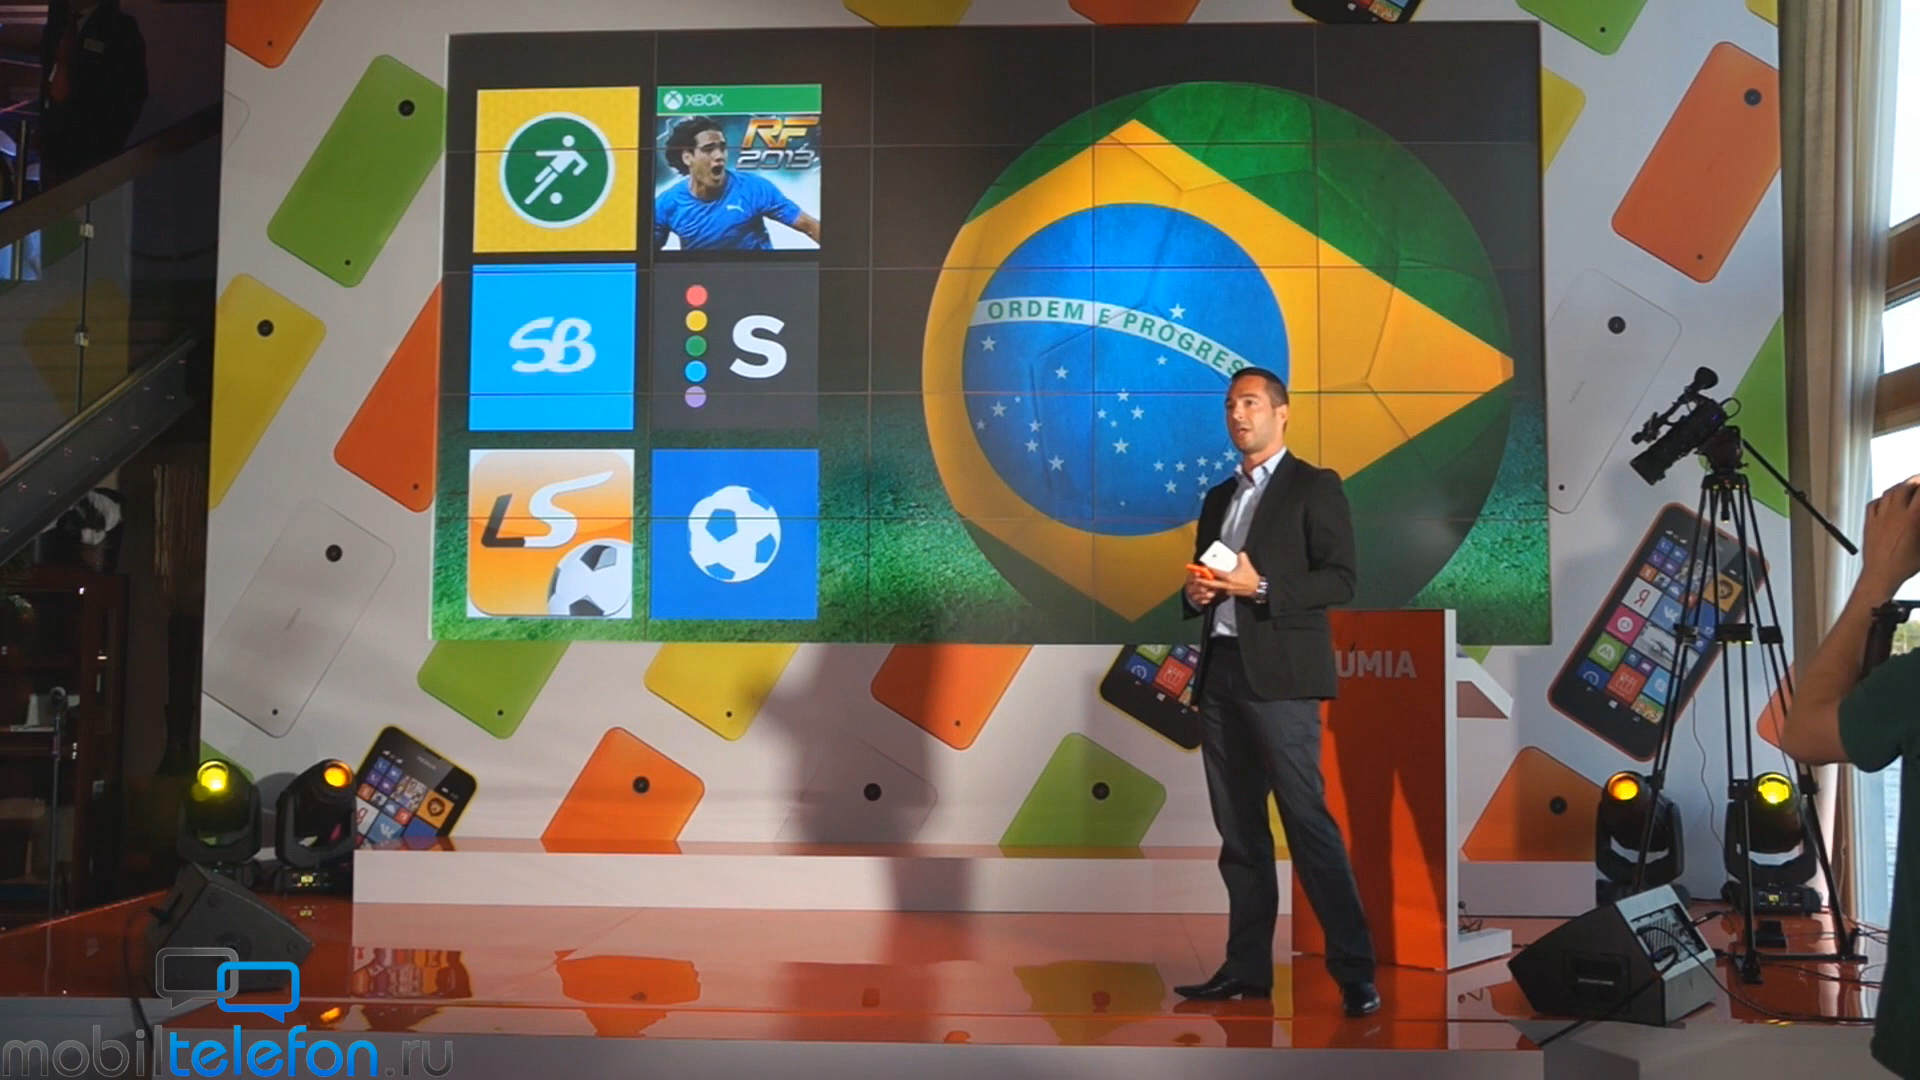 XBOX
RF
2013
SB
S
LS
ORDEM E PROGRES
UMIA
mobiltelefon.ru